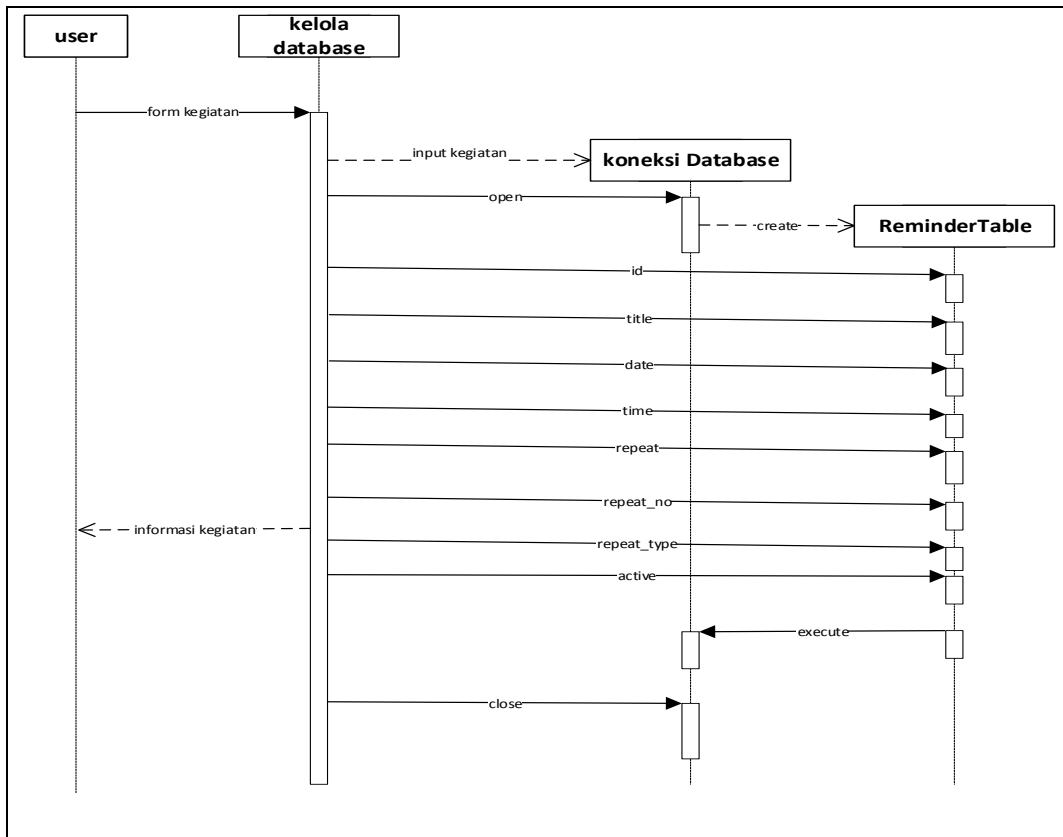 user
kelola
database
form kegiatan
input kegiatan
koneksi Database
open
create
ReminderTable
id
title
date
time
repeat
repeat_no
informasi kegiatan
repeat_type
active
execute
close